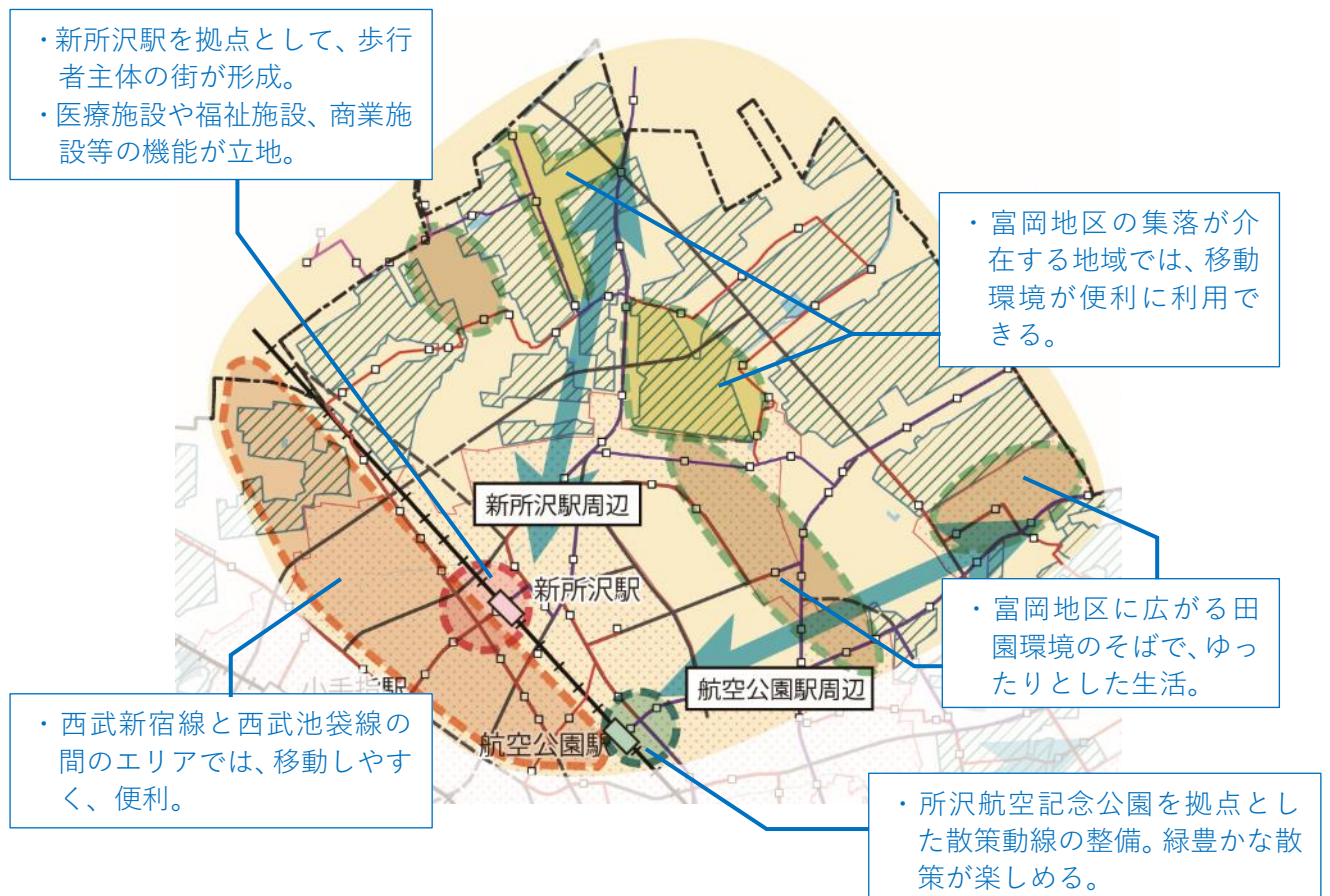 ・新所沢駅を拠点として、歩行
者主体の街が形成。
・医療施設や福祉施設、商業施
設等の機能が立地。
・富岡地区の集落が介
在する地域では、移動
環境が便利に利用で
きる。
新所沢駅周辺
新所沢駅
・富岡地区に広がる田
園環境のそばで、ゆっ
たりとした生活。
航空公園駅周辺
小手指駅
・西武新宿線と西武池袋線の
間のエリアでは、移動しやす
く、便利。
航空公園駅
・所沢航空記念公園を拠点とし
た散策動線の整備。緑豊かな散
策が楽しめる。